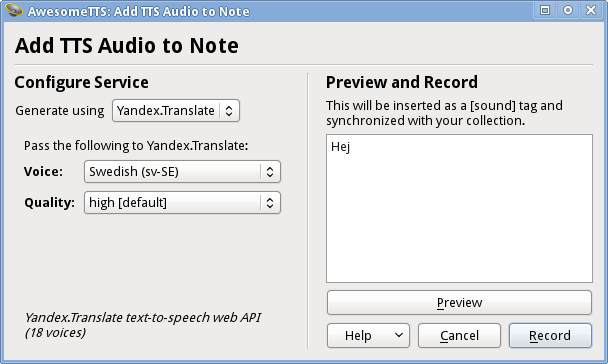 AwesomeTTS: Add TTS Audio to Note
Add TTS Audio to Note
Configure Service
Generate using Yandex.Translate
Pass the following to Yandex.Translate:
Voice: Swedish (sv-SE)
Quality: high [default]
Yandex.Translate text-to-speech web API
(18 voices)
Preview and Record
This will be inserted as a [sound] tag and
synchronized with your collection.
Hej
Preview
Help Cancel Record